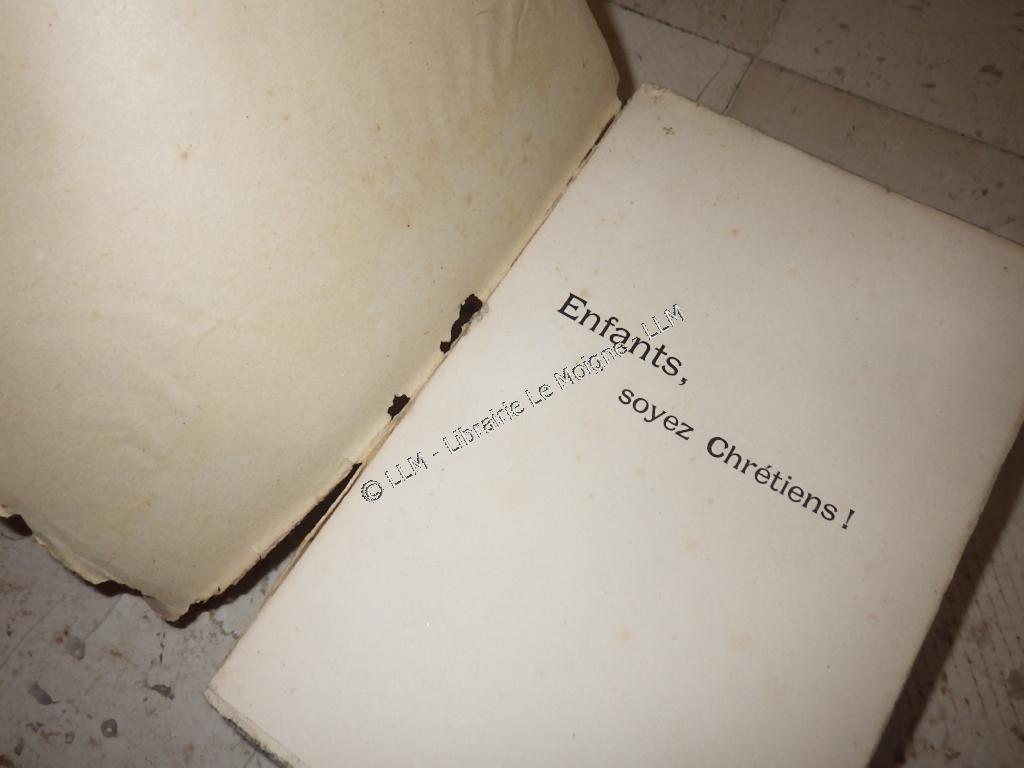 Enfants,
soyez Chrétiens !
© LLM - Librairie Le Moigne - LLM